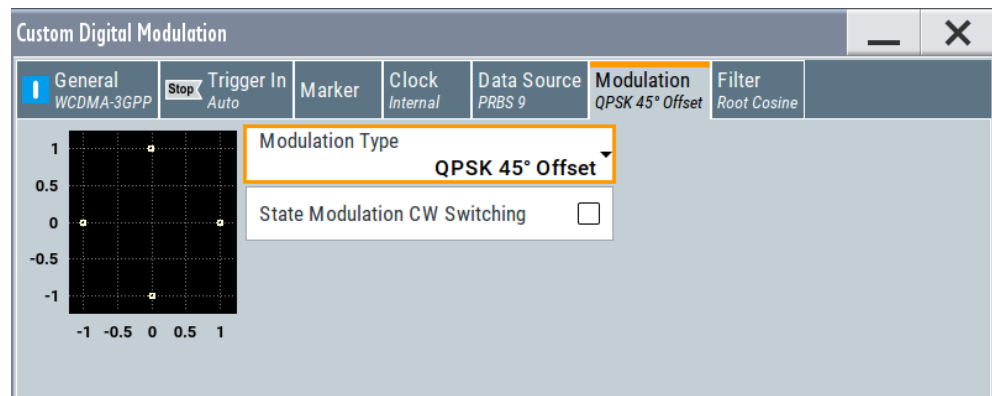 Custom Digital Modulation
General
WCDMA-3GPP
Stop
Trigger In
Auto
Marker
Clock
Internal
Data Source
PRBS 9
Modulation
QPSK 45° Offset
Filter
Root Cosine
Modulation Type
QPSK 45° Offset
State Modulation CW Switching
1
0.5
0
-0.5
-1
-1 -0.5 0 0.5 1